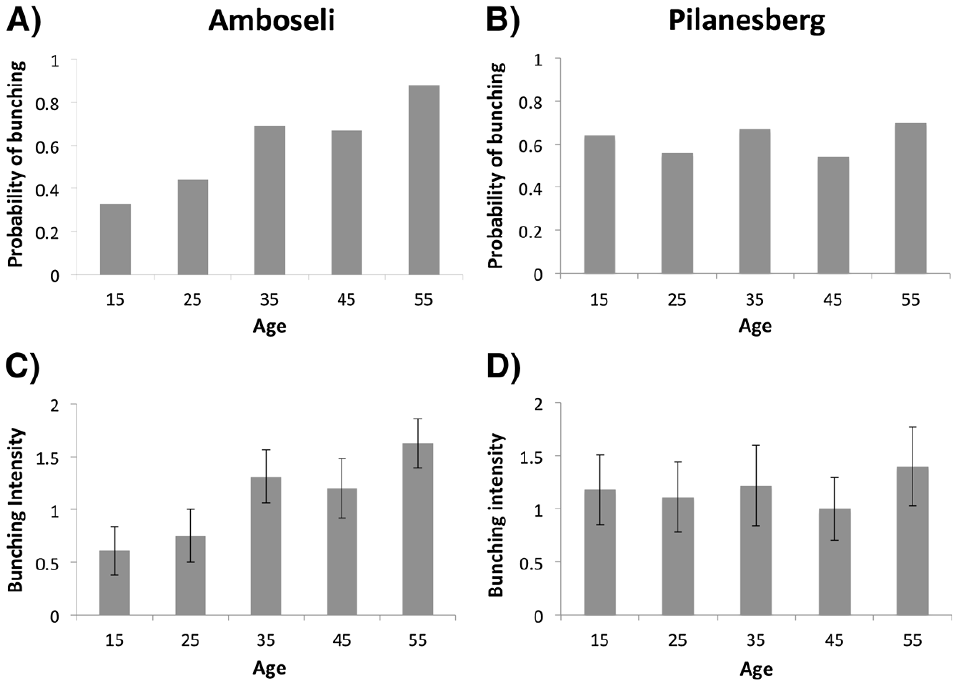 A) Amboseli
Probability of bunching
1
0.8
0.6
0.4
0.2
0
15 25 35 45 55
Age
B) Pilanesberg
Probability of bunching
1
0.8
0.6
0.4
0.2
0
15 25 35 45 55
Age
C)
Bunching Intensity
2
1.5
1
0.5
0
15 25 35 45 55
Age
D)
Bunching intensity
2
1.5
1
0.5
0
15 25 35 45 55
Age